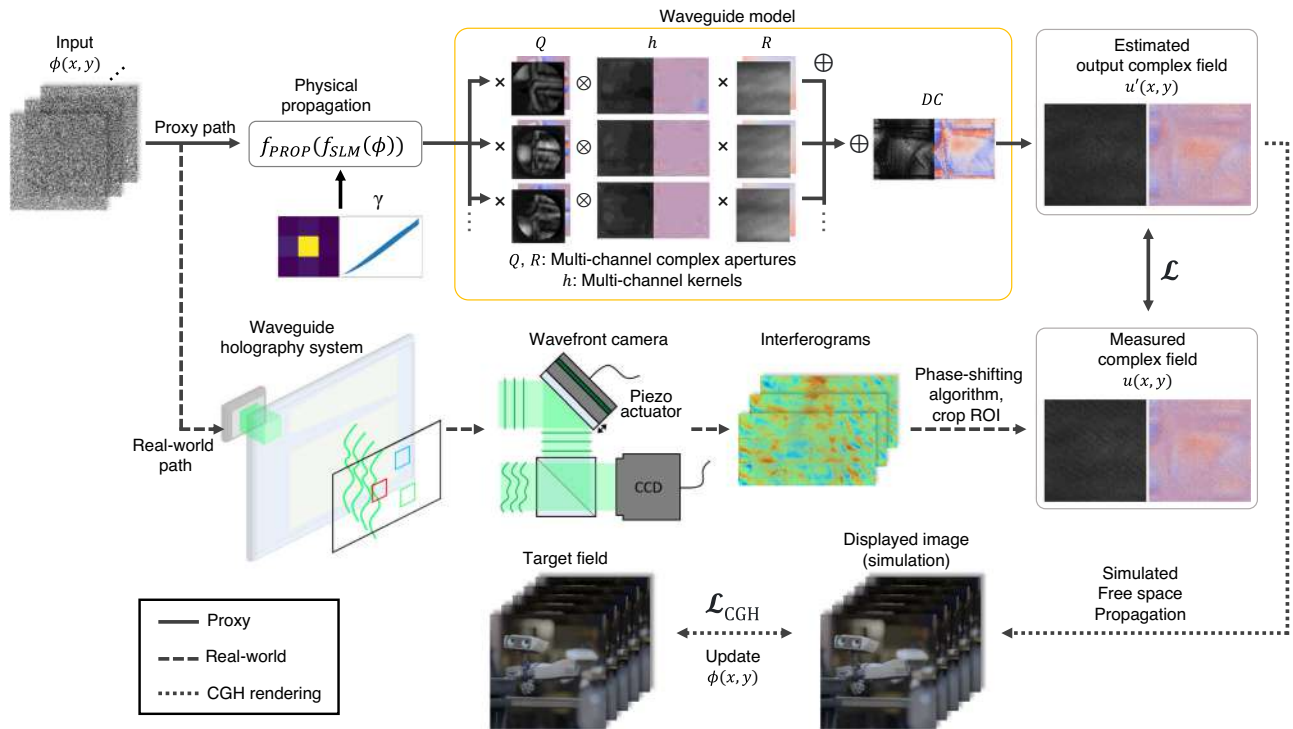 Waveguide model
Input
ϕ(x, y)
...
Proxy path
Physical
propagation
f_PROP(f_SLM(ϕ))
γ
Q
h
R
×
⊗
×
⊕
×
⊗
×
×
⊗
×
⊕
DC
Q, R: Multi-channel complex apertures
h: Multi-channel kernels
Estimated
output complex field
u′(x, y)
ℒ
Real-world
path
Waveguide
holography system
Wavefront camera
Piezo
actuator
CCD
Interferograms
Phase-shifting
algorithm,
crop ROI
Measured
complex field
u(x, y)
Simulated
Free space
Propagation
Displayed image
(simulation)
ℒ_CGH
Update
ϕ(x, y)
Target field
Proxy
Real-world
CGH rendering